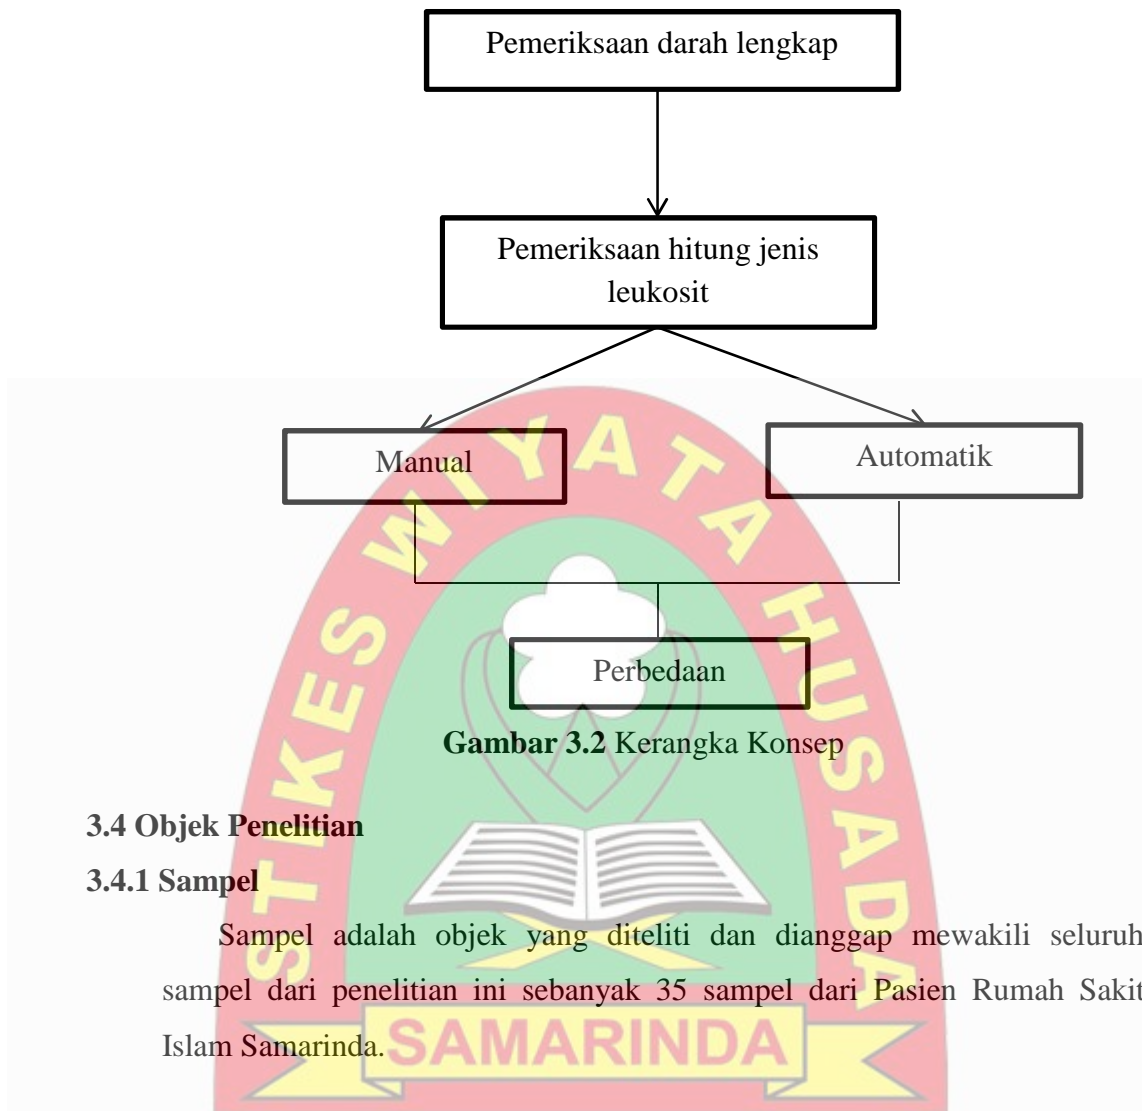 Pemeriksaan darah lengkap
Pemeriksaan hitung jenis
leukosit
Manual
Automatik
Perbedaan
Gambar 3.2 Kerangka Konsep
3.4 Objek Penelitian
3.4.1 Sampel
Sampel adalah objek yang diteliti dan dianggap mewakili seluruh
sampel dari penelitian ini sebanyak 35 sampel dari Pasien Rumah Sakit
Islam Samarinda.
STIKES WIYATA HUSADA
SAMARINDA